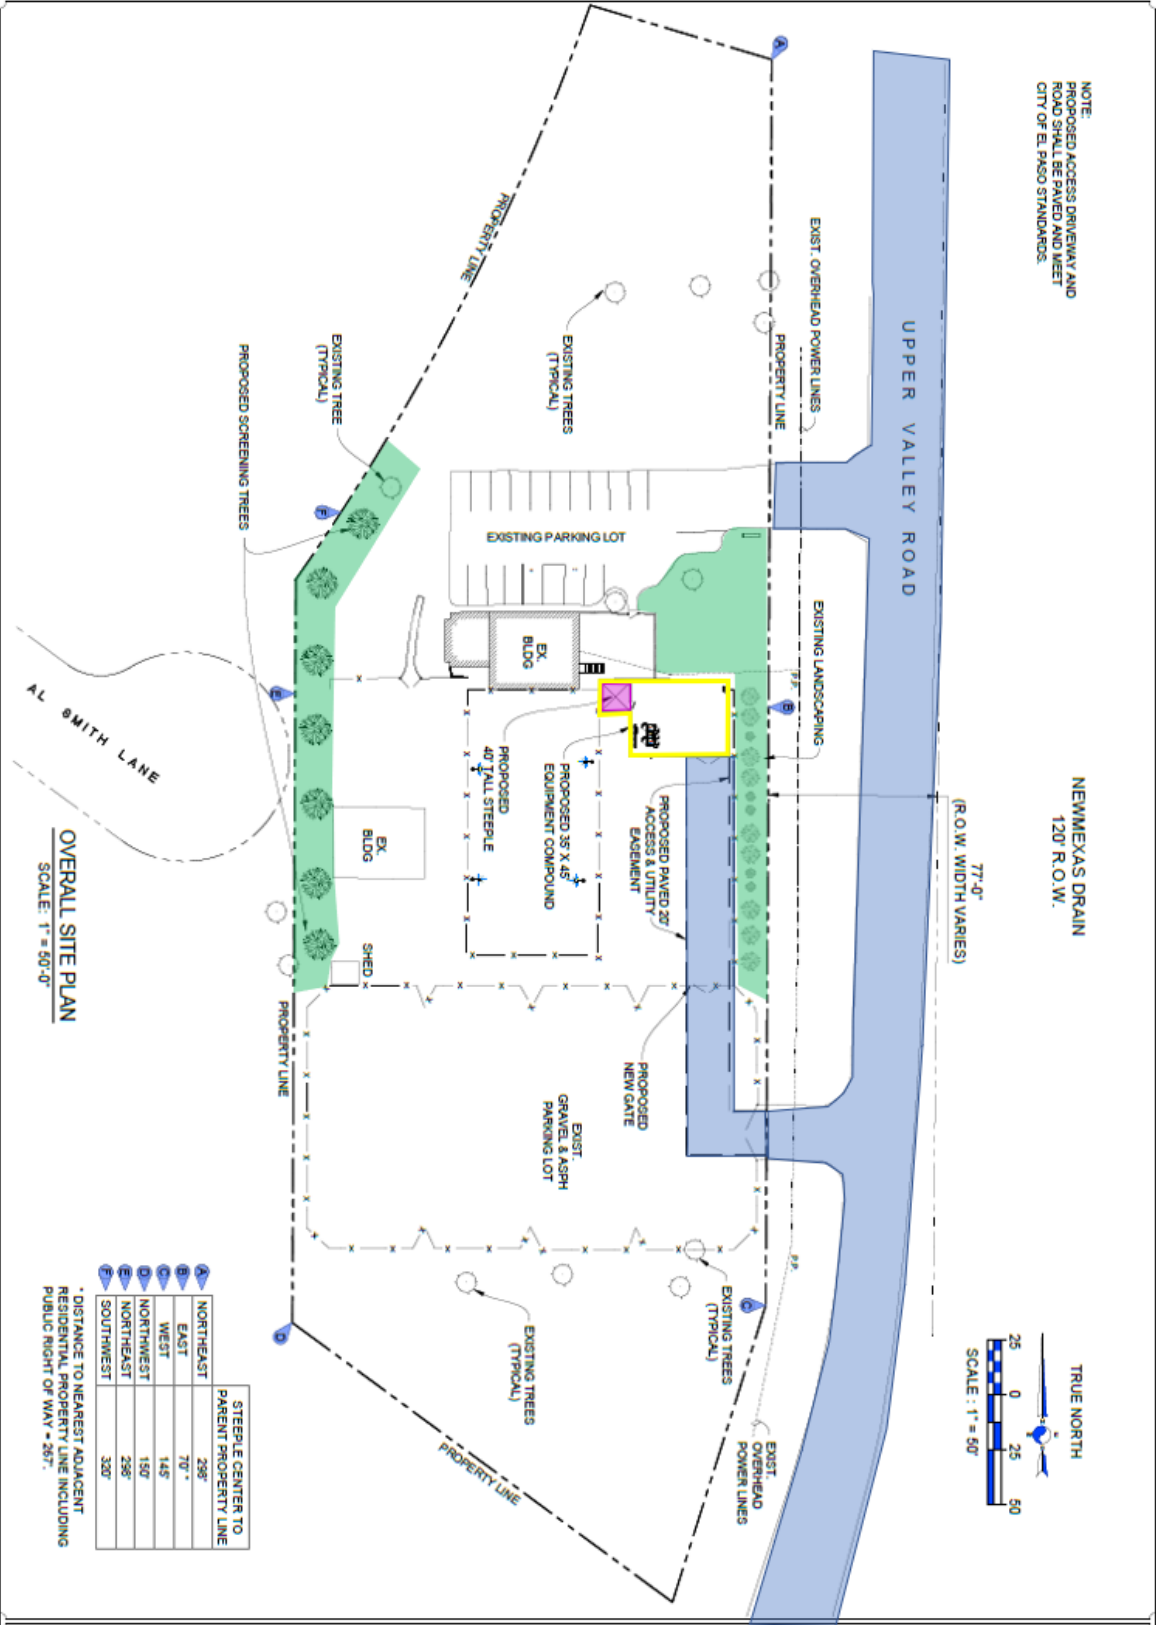 NOTE:
PROPOSED ACCESS DRIVEWAY AND
ROAD SHALL BE PAVED AND MEET
CITY OF EL PASO STANDARDS.
NEWMEXAS DRAIN
120' R.O.W.
TRUE NORTH
25 0 25 50
SCALE : 1" = 50'
77'-0"
(R.O.W. WIDTH VARIES)
UPPER VALLEY ROAD
A
EXIST. OVERHEAD POWER LINES
PROPERTY LINE
EXISTING LANDSCAPING
P.P.
B
P.P.
C
EXIST.
OVERHEAD
POWER LINES
EXISTING TREES
(TYPICAL)
EXISTING TREES
(TYPICAL)
PROPERTY LINE
EXISTING PARKING LOT
EX.
BLDG
PROPOSED PAVED 20'
ACCESS & UTILITY
EASEMENT
PROPOSED
NEW GATE
PROPOSED 35' X 45'
EQUIPMENT COMPOUND
PROPOSED
40' TALL STEEPLE
EXIST.
GRAVEL & ASPH
PARKING LOT
EXISTING TREES
(TYPICAL)
PROPERTY LINE
EXISTING TREE
(TYPICAL)
F
PROPOSED SCREENING TREES
E
EX.
BLDG
SHED
PROPERTY LINE
D
AL SMITH LANE
STEEPLE CENTER TO
PARENT PROPERTY LINE
A NORTHEAST 298'
B EAST 70' *
C WEST 145'
D NORTHWEST 150'
E NORTHEAST 296'
F SOUTHWEST 320'
* DISTANCE TO NEAREST ADJACENT
RESIDENTIAL PROPERTY LINE INCLUDING
PUBLIC RIGHT OF WAY = 267'.
OVERALL SITE PLAN
SCALE: 1" = 50'-0"